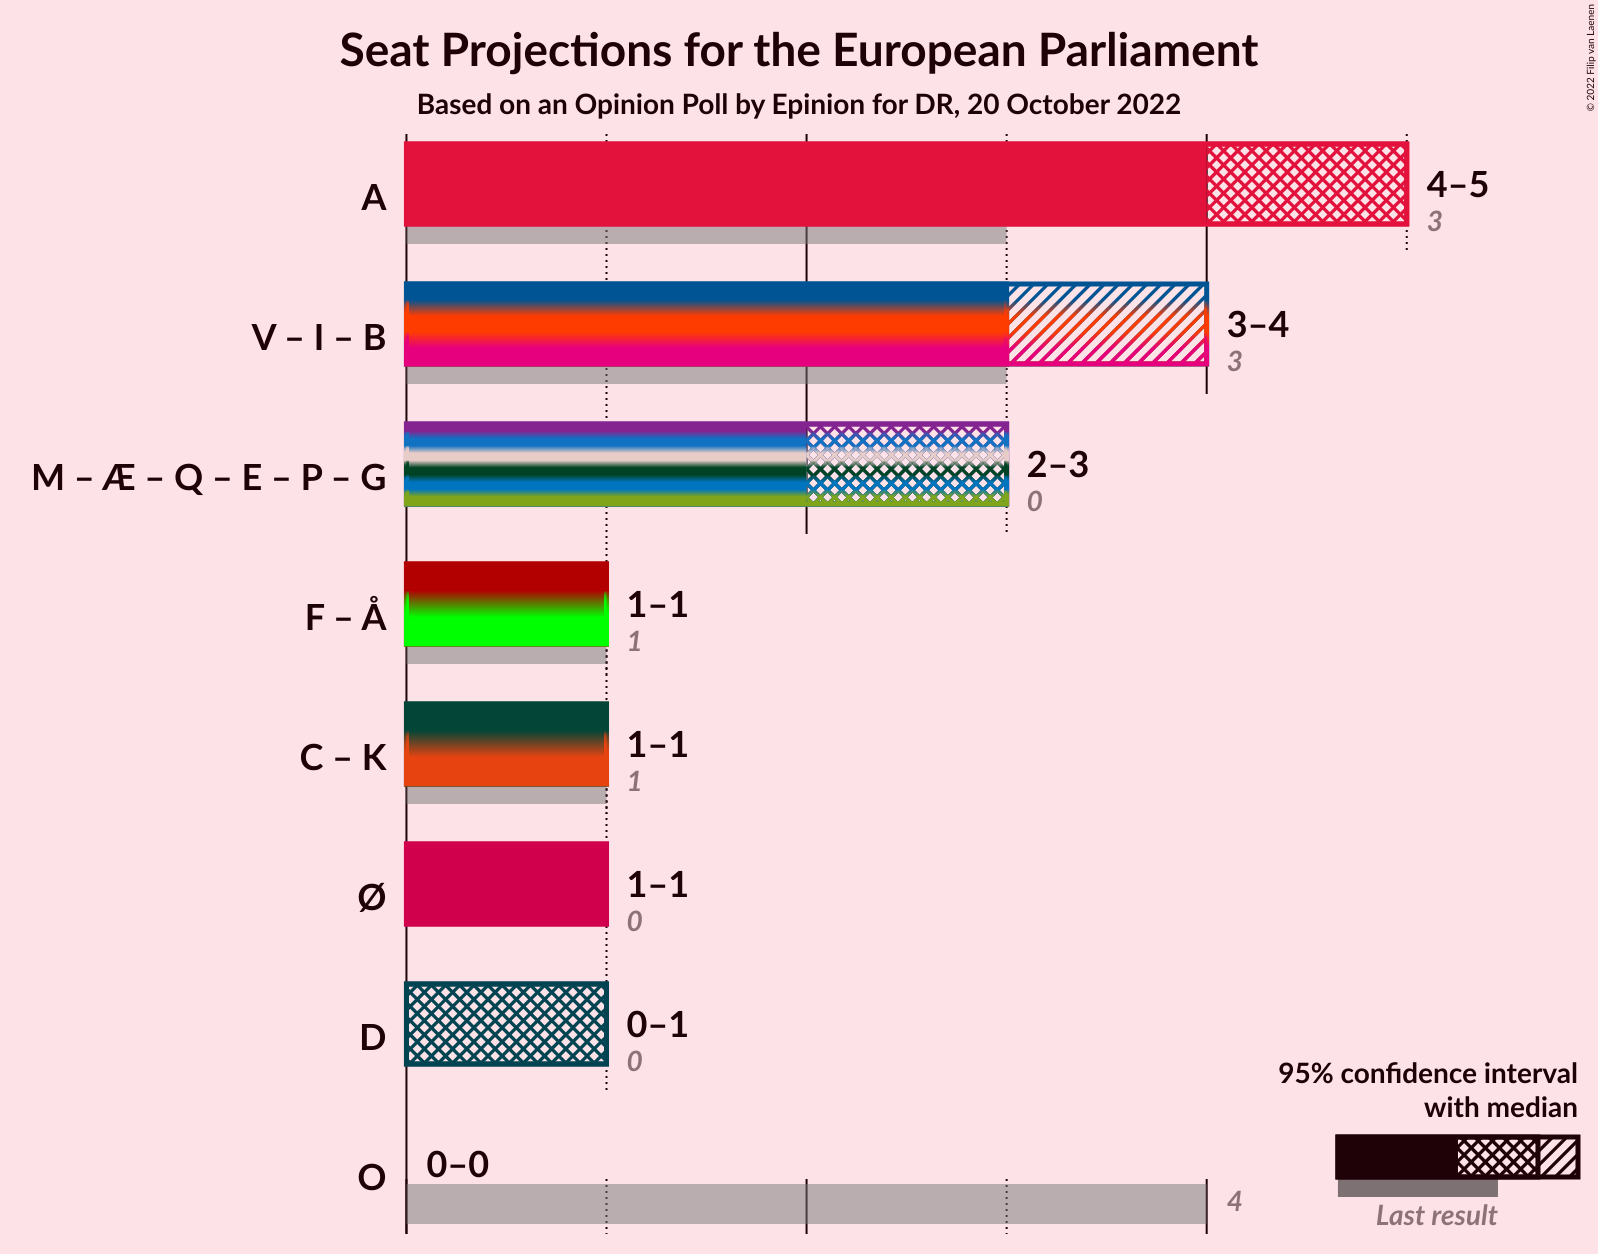 Seat Projections for the European Parliament
Based on an Opinion Poll by Epinion for DR, 20 October 2022
© 2022 Filip van Laenen
A
4–5
3
V – I – B
3–4
3
M – Æ – Q – E – P – G
2–3
0
F – Å
1–1
1
C – K
1–1
1
Ø
1–1
0
D
0–1
0
O
0–0
4
95% confidence interval
with median
Last result